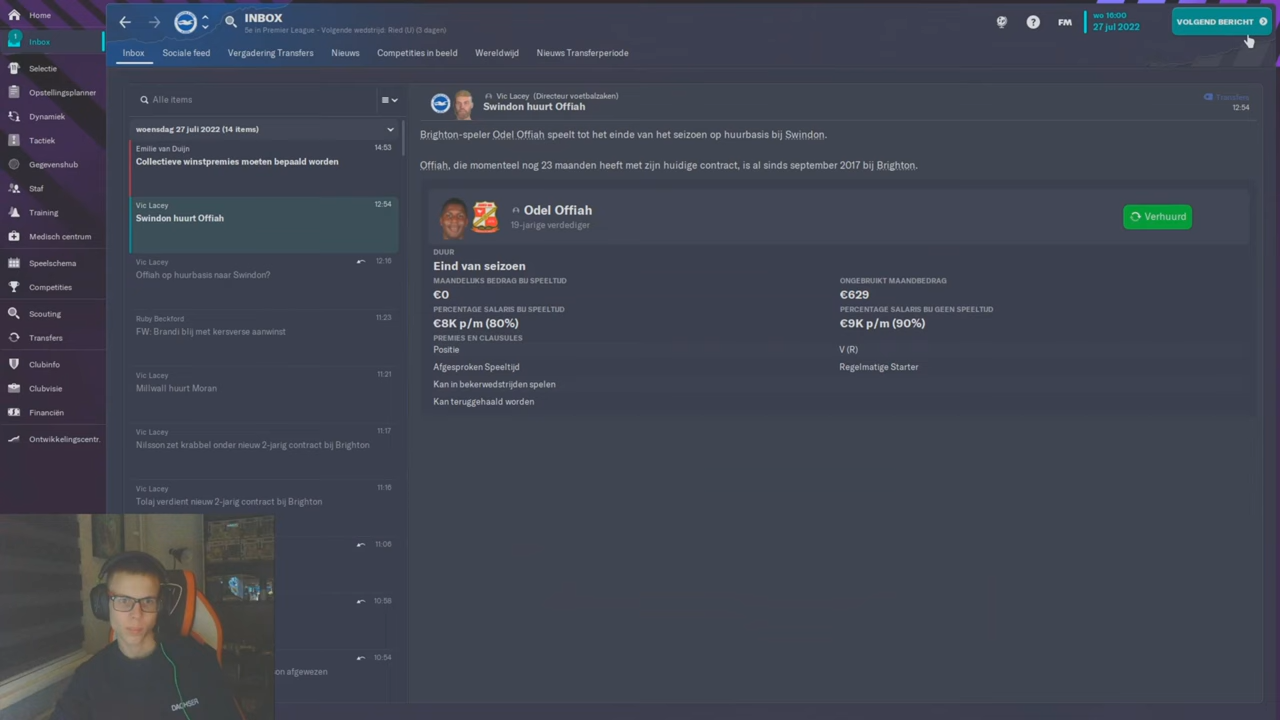 Home
INBOX
5e in Premier League - Volgende wedstrijd: Ried (U) (3 dagen)
FM
wo 16:00
27 jul 2022
VOLGEND BERICHT
1
Inbox
Selectie
Opstellingsplanner
Dynamiek
Tactiek
Gegevenshub
Staf
Training
Medisch centrum
Speelschema
Competities
Scouting
Transfers
Clubinfo
Clubvisie
Financiën
Ontwikkelingscentr.
Inbox
Sociale feed
Vergadering Transfers
Nieuws
Competities in beeld
Wereldwijd
Nieuws Transferperiode
Alle items
woensdag 27 juli 2022 (14 items)
Emilie van Duijn
14:53
Collectieve winstpremies moeten bepaald worden
Vic Lacey
12:54
Swindon huurt Offiah
Vic Lacey
12:16
Offiah op huurbasis naar Swindon?
Ruby Beckford
11:23
FW: Brandi blij met kersverse aanwinst
Vic Lacey
11:21
Millwall huurt Moran
Vic Lacey
11:17
Nilsson zet krabbel onder nieuw 2-jarig contract bij Brighton
Vic Lacey
11:16
Tolaj verdient nieuw 2-jarig contract bij Brighton
11:06
10:58
10:54
on afgewezen
Vic Lacey (Directeur voetbalzaken)
Swindon huurt Offiah
Transfers
12:54
Brighton-speler Odel Offiah speelt tot het einde van het seizoen op huurbasis bij Swindon.
Offiah, die momenteel nog 23 maanden heeft met zijn huidige contract, is al sinds september 2017 bij Brighton.
Odel Offiah
19-jarige verdediger
Verhuurd
DUUR
Eind van seizoen
MAANDELIJKS BEDRAG BIJ SPEELTIJD
ONGEBRUIKT MAANDBEDRAG
€0
€629
PERCENTAGE SALARIS BIJ SPEELTIJD
PERCENTAGE SALARIS BIJ GEEN SPEELTIJD
€8K p/m (80%)
€9K p/m (90%)
PREMIES EN CLAUSULES
Positie
V (R)
Afgesproken Speeltijd
Regelmatige Starter
Kan in bekerwedstrijden spelen
Kan teruggehaald worden
DACHSER